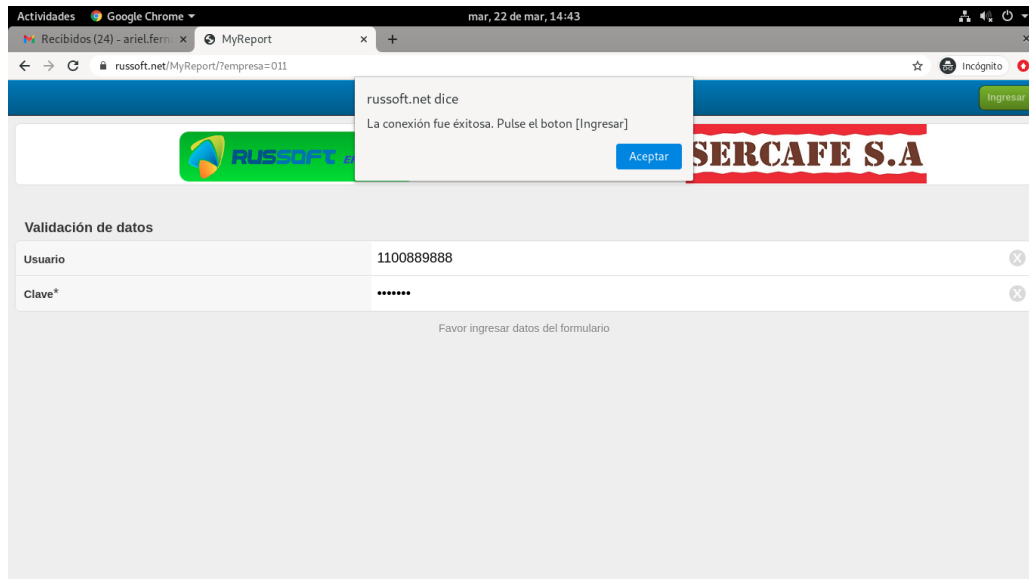 Actividades Google Chrome mar, 22 de mar, 14:43
Recibidos (24) - ariel.fern MyReport
russoft.net/MyReport/?empresa=011 Incógnito
Ingresar
russoft.net dice
La conexión fue éxitosa. Pulse el boton [Ingresar]
Aceptar
RUSSOFT SERCAFE S.A
Validación de datos
Usuario 1100889888
Clave* •••••••
Favor ingresar datos del formulario